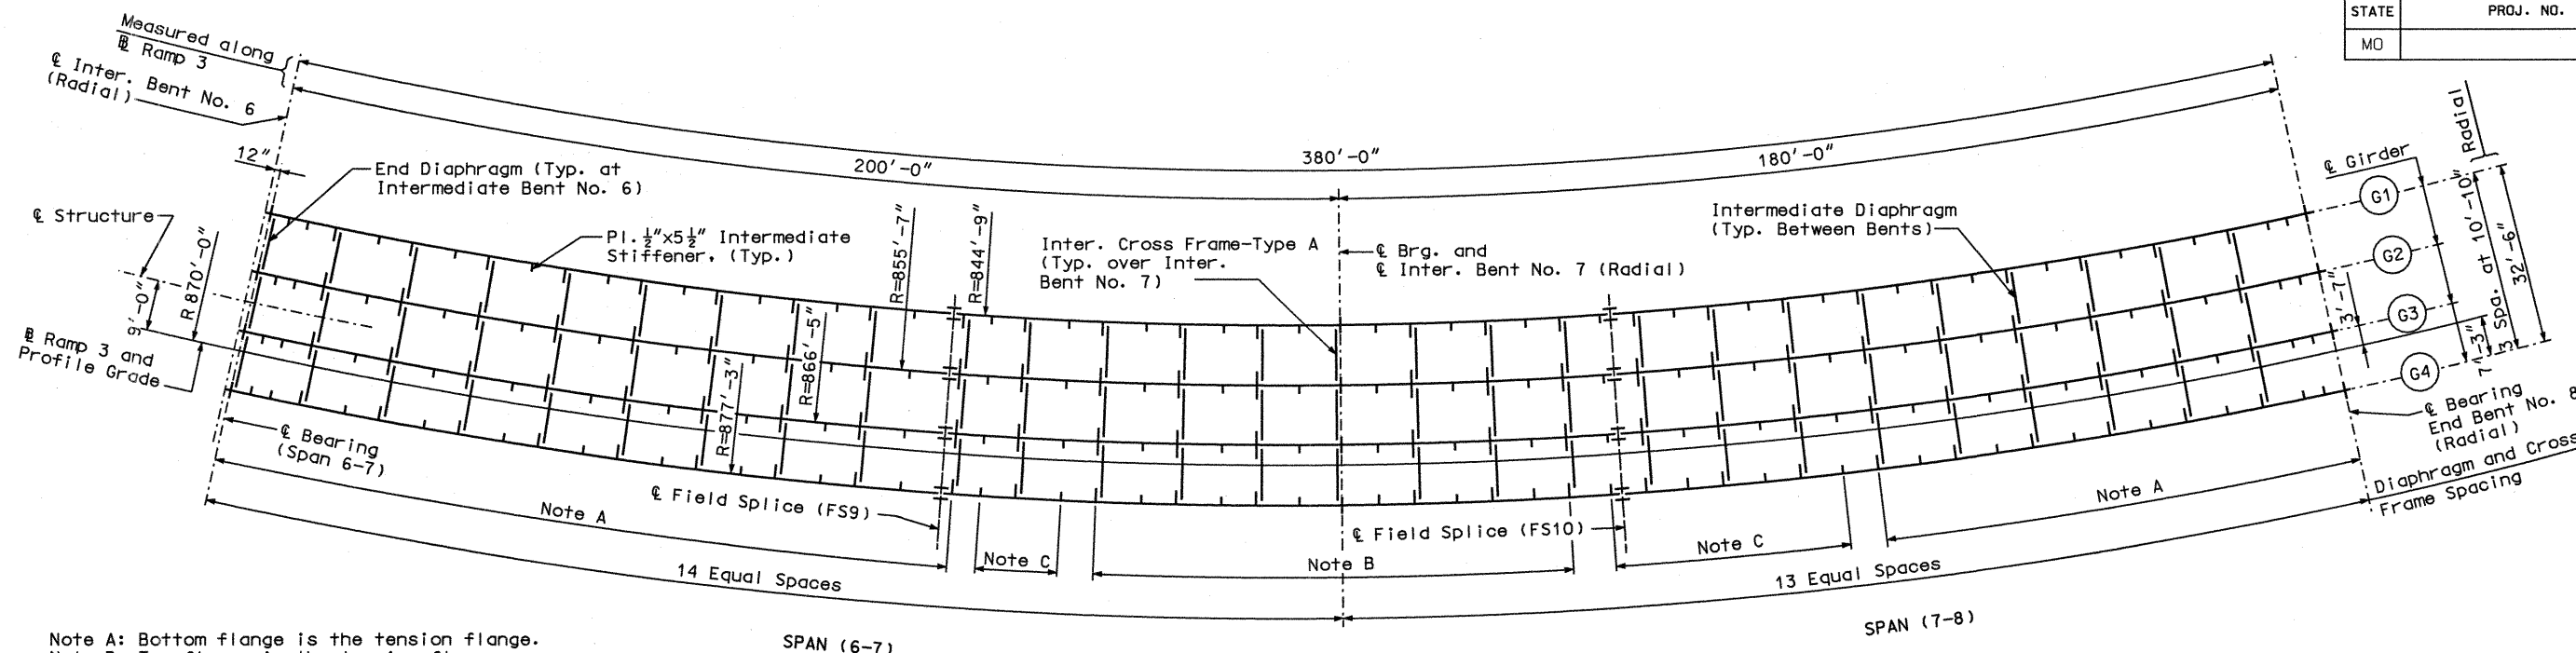 STATE
PROJ. NO.
MO
Measured along
℄ Ramp 3
℄ Inter. Bent No. 6
(Radial)
12"
380'-0"
200'-0"
180'-0"
End Diaphragm (Typ. at
Intermediate Bent No. 6)
℄ Structure
Pl. ½"x5½" Intermediate
Stiffener. (Typ.)
R=855'-7"
R=844'-9"
Inter. Cross Frame-Type A
(Typ. over Inter.
Bent No. 7)
℄ Brg. and
℄ Inter. Bent No. 7 (Radial)
Intermediate Diaphragm
(Typ. Between Bents)
℄ Girder
Radial
G1
G2
G3
G4
3 Spa. at 10'-10"
32'-6"
3'-7"
7'-3"
9'-0"
R 870'-0"
R=866'-5"
R=877'-3"
℄ Ramp 3 and
Profile Grade
℄ Bearing
(Span 6-7)
℄ Field Splice (FS9)
℄ Field Splice (FS10)
℄ Bearing
End Bent No. 8
(Radial)
Diaphragm and Cross
Frame Spacing
Note A
Note C
Note B
Note C
Note A
14 Equal Spaces
13 Equal Spaces
SPAN (6-7)
SPAN (7-8)
Note A: Bottom flange is the tension flange.